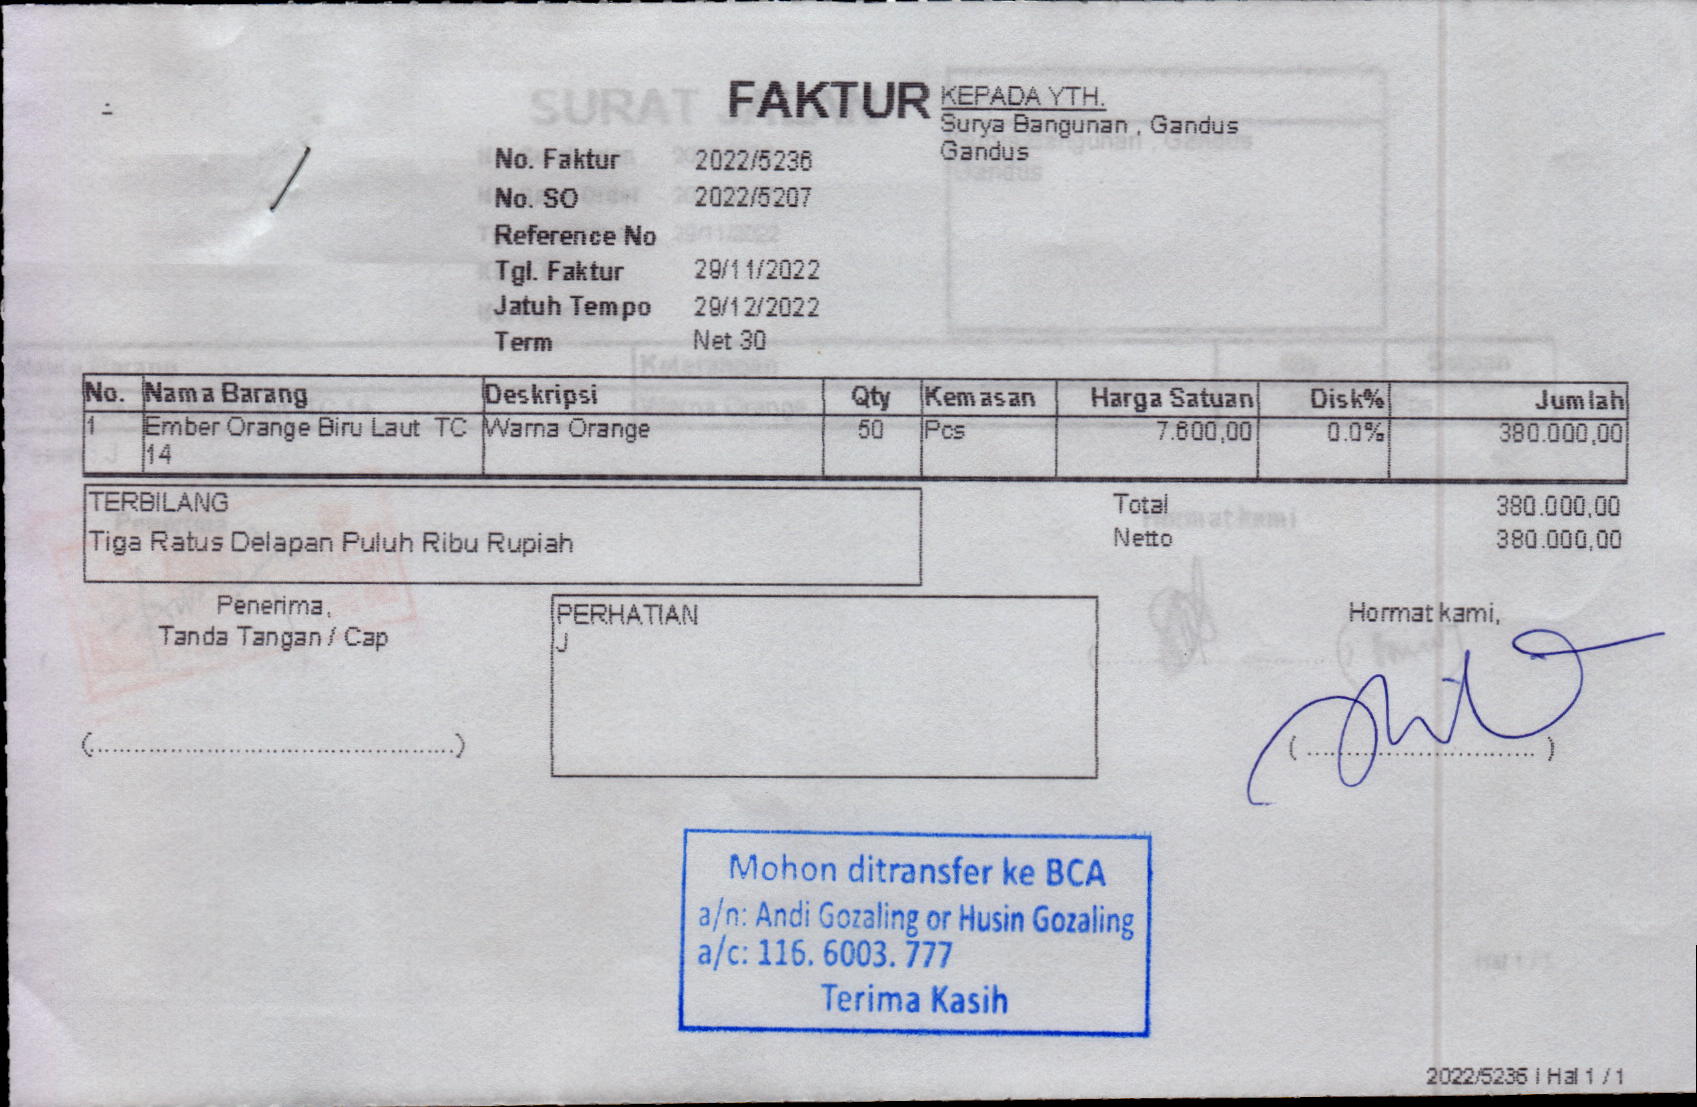 FAKTUR
KEPADA YTH.
Surya Bangunan , Gandus
Gandus
No. Faktur 2022/5236
No. SO 2022/5207
Reference No
Tgl. Faktur 29/11/2022
Jatuh Tempo 29/12/2022
Term Net 30
No. Nama Barang Deskripsi Qty Kemasan Harga Satuan Disk% Jumlah
1 Ember Orange Biru Laut TC Warna Orange 50 Pcs 7.600,00 0.0% 380.000,00
14
TERBILANG
Tiga Ratus Delapan Puluh Ribu Rupiah
Total 380.000,00
Netto 380.000,00
Penerima,
Tanda Tangan / Cap
(................................................)
PERHATIAN
J
Hormat kami,
(................................)
Mohon ditransfer ke BCA
a/n: Andi Gozaling or Husin Gozaling
a/c: 116. 6003. 777
Terima Kasih
2022/5236 | Hal 1 / 1
SURAT JALAN